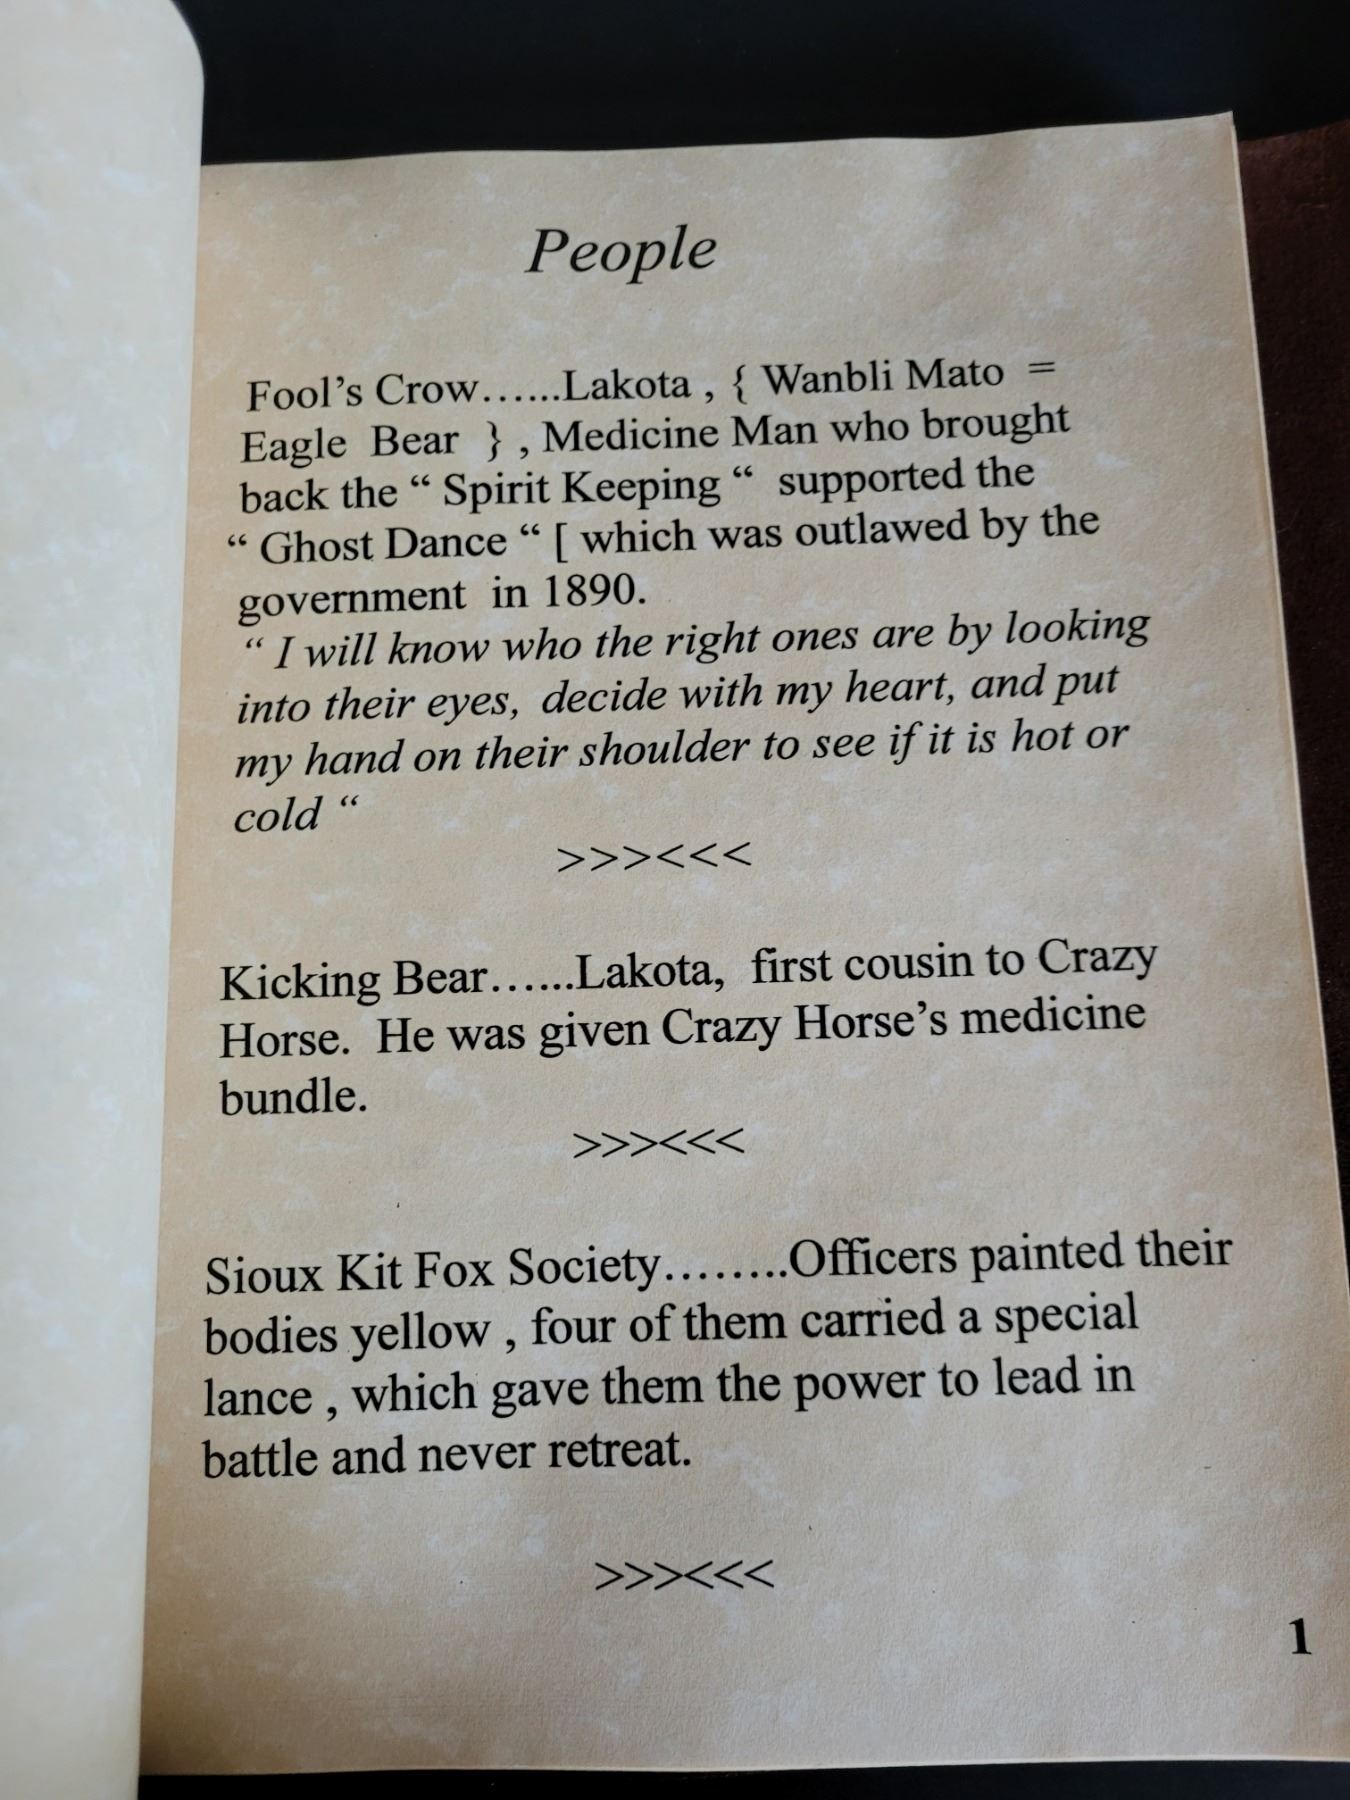 People
Fool's Crow......Lakota , { Wanbli Mato =
Eagle Bear } , Medicine Man who brought
back the “ Spirit Keeping “ supported the
“ Ghost Dance “ [ which was outlawed by the
government in 1890.
“ I will know who the right ones are by looking
into their eyes, decide with my heart, and put
my hand on their shoulder to see if it is hot or
cold “
>>><<<
Kicking Bear......Lakota, first cousin to Crazy
Horse. He was given Crazy Horse’s medicine
bundle.
>>><<<
Sioux Kit Fox Society........Officers painted their
bodies yellow , four of them carried a special
lance , which gave them the power to lead in
battle and never retreat.
>>><<<
1